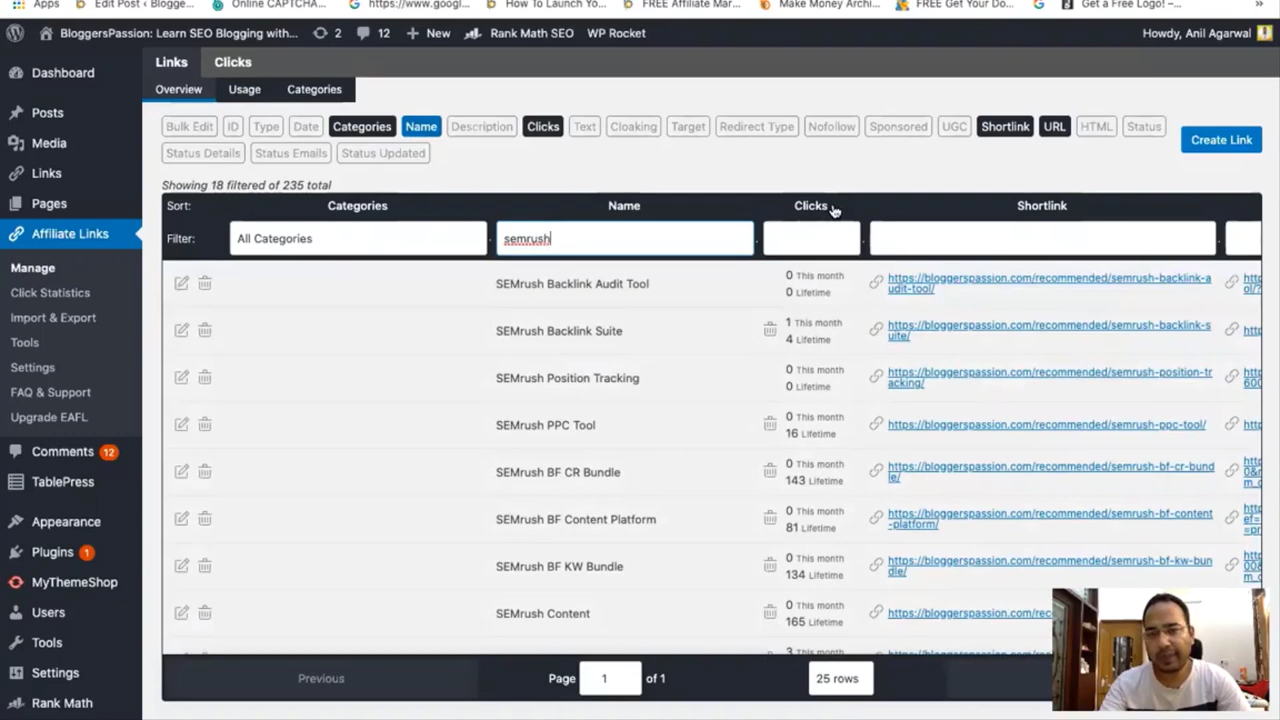 Apps Edit Post ‹ Blogge... Online CAPTCHA... https://www.googl... How To Launch Yo... FREE Affiliate Mar... Make Money Archi... FREE Get Your Do... Get a Free Logo! –... »
BloggersPassion: Learn SEO Blogging with... 2 12 New Rank Math SEO WP Rocket Howdy, Anil Agarwal
Links Clicks
Overview Usage Categories
Dashboard
Posts
Media
Links
Pages
Affiliate Links
Manage
Click Statistics
Import & Export
Tools
Settings
FAQ & Support
Upgrade EAFL
Comments 12
TablePress
Appearance
Plugins 1
MyThemeShop
Users
Tools
Settings
Rank Math
Bulk Edit ID Type Date Categories Name Description Clicks Text Cloaking Target Redirect Type Nofollow Sponsored UGC Shortlink URL HTML Status
Status Details Status Emails Status Updated
Create Link
Showing 18 filtered of 235 total
Sort: Categories Name Clicks Shortlink
Filter: All Categories semrush
SEMrush Backlink Audit Tool 0 This month https://bloggerspassion.com/recommended/semrush-backlink-a
0 Lifetime udit-tool/
SEMrush Backlink Suite 1 This month https://bloggerspassion.com/recommended/semrush-backlink-s
4 Lifetime uite/
SEMrush Position Tracking 0 This month https://bloggerspassion.com/recommended/semrush-position-tr
0 Lifetime acking/
SEMrush PPC Tool 0 This month https://bloggerspassion.com/recommended/semrush-ppc-tool/
16 Lifetime
SEMrush BF CR Bundle 0 This month https://bloggerspassion.com/recommended/semrush-bf-cr-bund
143 Lifetime le/
SEMrush BF Content Platform 0 This month https://bloggerspassion.com/recommended/semrush-bf-content
81 Lifetime -platform/
SEMrush BF KW Bundle 0 This month https://bloggerspassion.com/recommended/semrush-bf-kw-bun
134 Lifetime dle/
SEMrush Content 0 This month https://bloggerspassion.com/rec
165 Lifetime
3 This month
Previous Page 1 of 1 25 rows